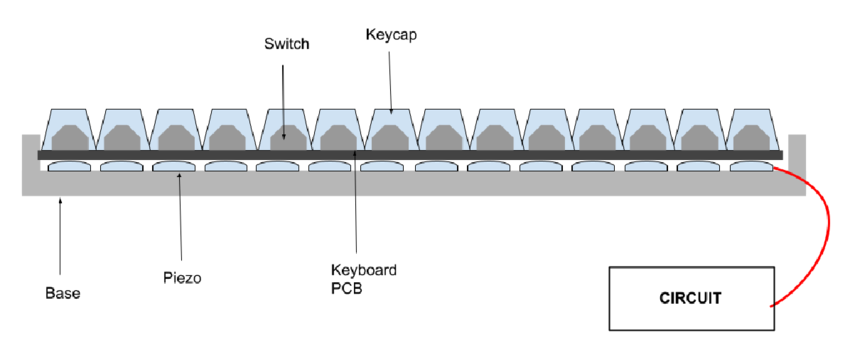 Keycap
Switch
Piezo
Keyboard
PCB
Base
CIRCUIT